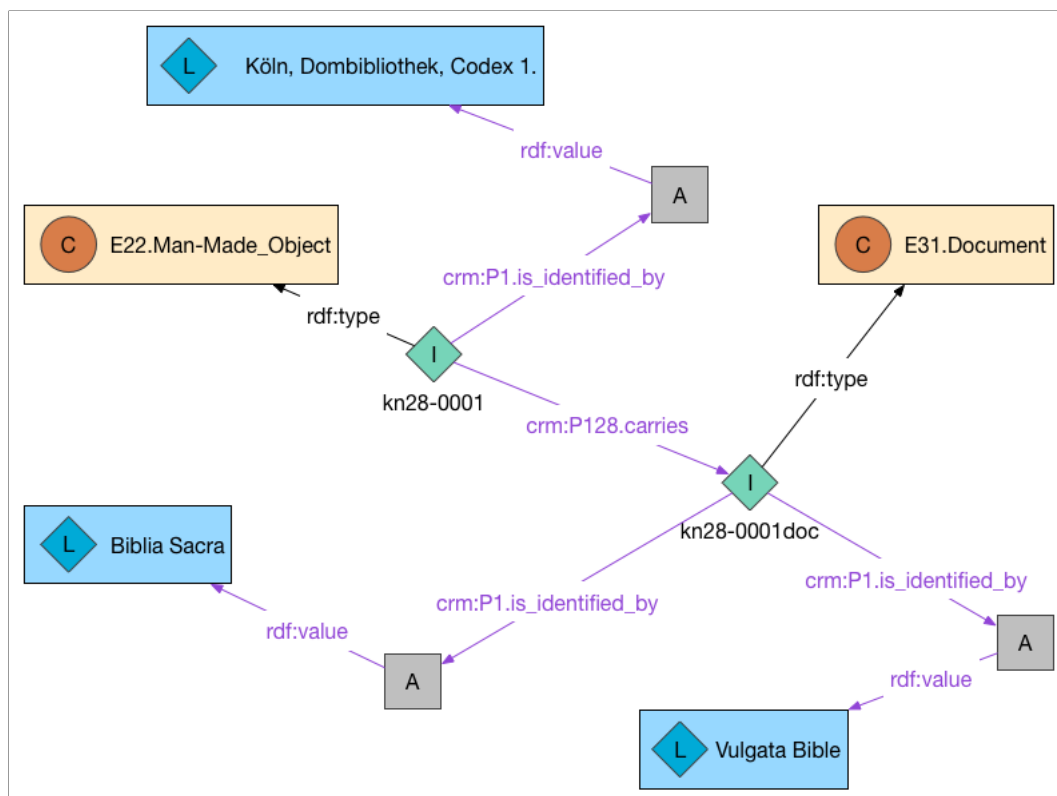 L Köln, Dombibliothek, Codex 1.
rdf:value
A
C E22.Man-Made_Object
C E31.Document
crm:P1.is_identified_by
rdf:type
I
kn28-0001
rdf:type
crm:P128.carries
I
kn28-0001doc
L Biblia Sacra
crm:P1.is_identified_by
crm:P1.is_identified_by
rdf:value
A
A
rdf:value
L Vulgata Bible